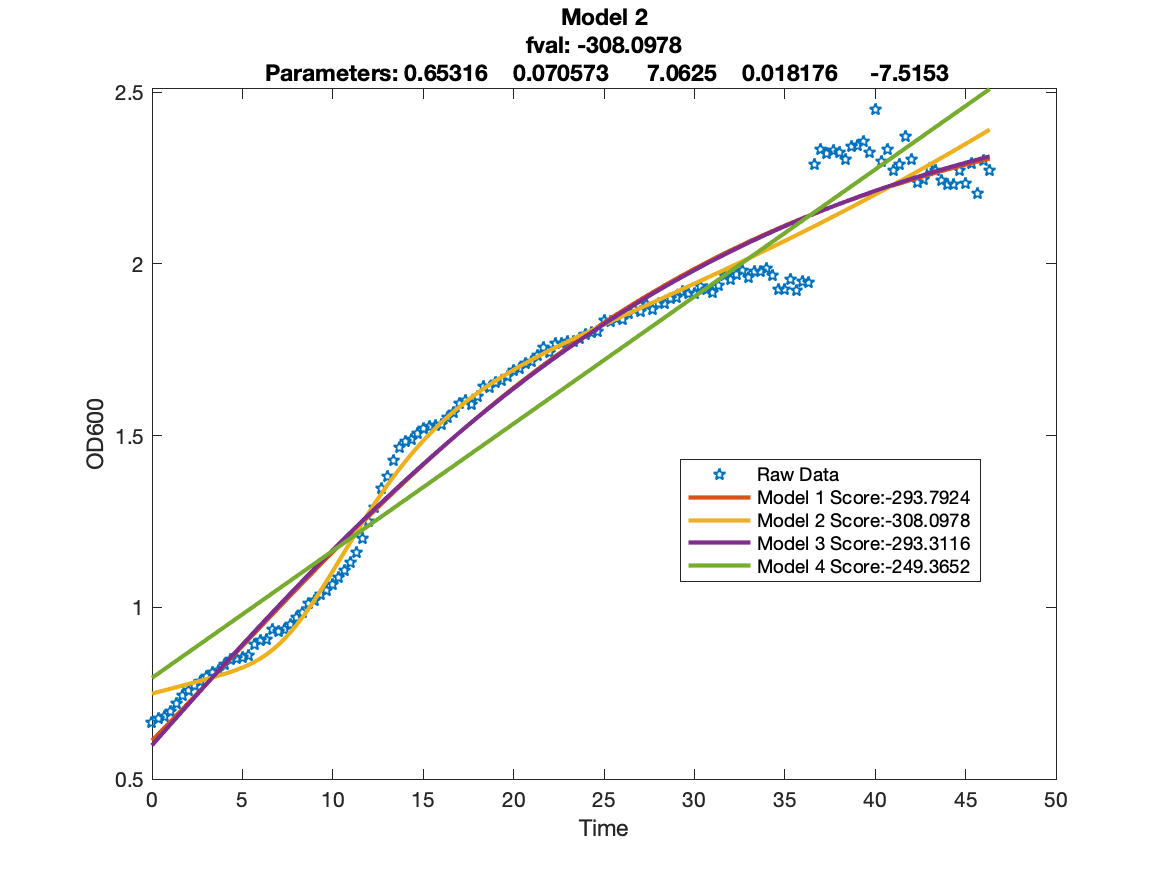 Model 2
fval: -308.0978
Parameters: 0.65316 0.070573 7.0625 0.018176 -7.5153
2.5
2
1.5
1
0.5
OD600
Raw Data
Model 1 Score:-293.7924
Model 2 Score:-308.0978
Model 3 Score:-293.3116
Model 4 Score:-249.3652
0 5 10 15 20 25 30 35 40 45 50
Time